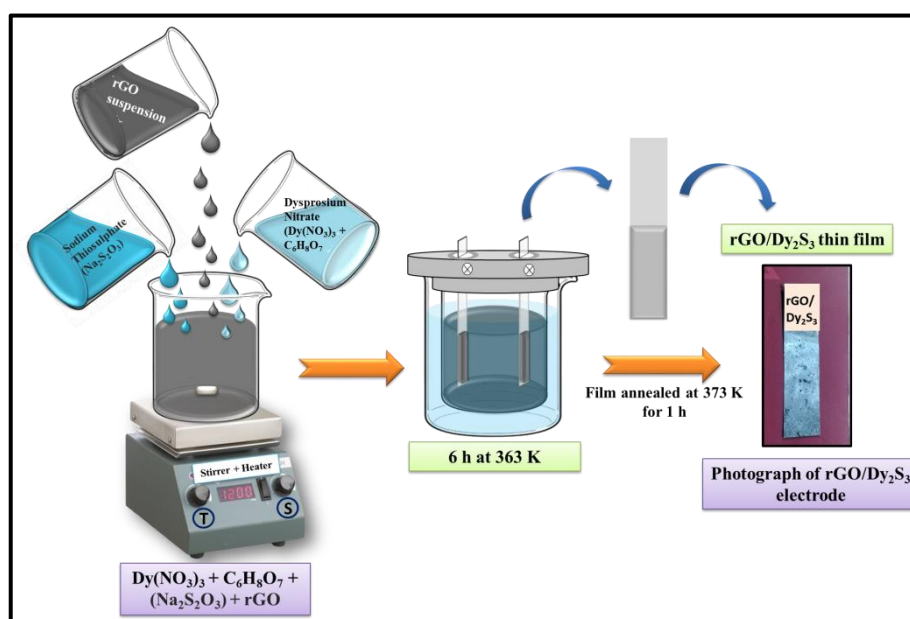 rGO
suspension
Sodium
Thiosulphate
(Na₂S₂O₃)
Dysprosium
Nitrate
(Dy(NO₃)₃ +
C₆H₈O₇
Stirrer + Heater
1200
T
S
Dy(NO₃)₃ + C₆H₈O₇ +
(Na₂S₂O₃) + rGO
6 h at 363 K
Film annealed at 373 K
for 1 h
rGO/Dy₂S₃ thin film
rGO/
Dy₂S₃
Photograph of rGO/Dy₂S₃
electrode